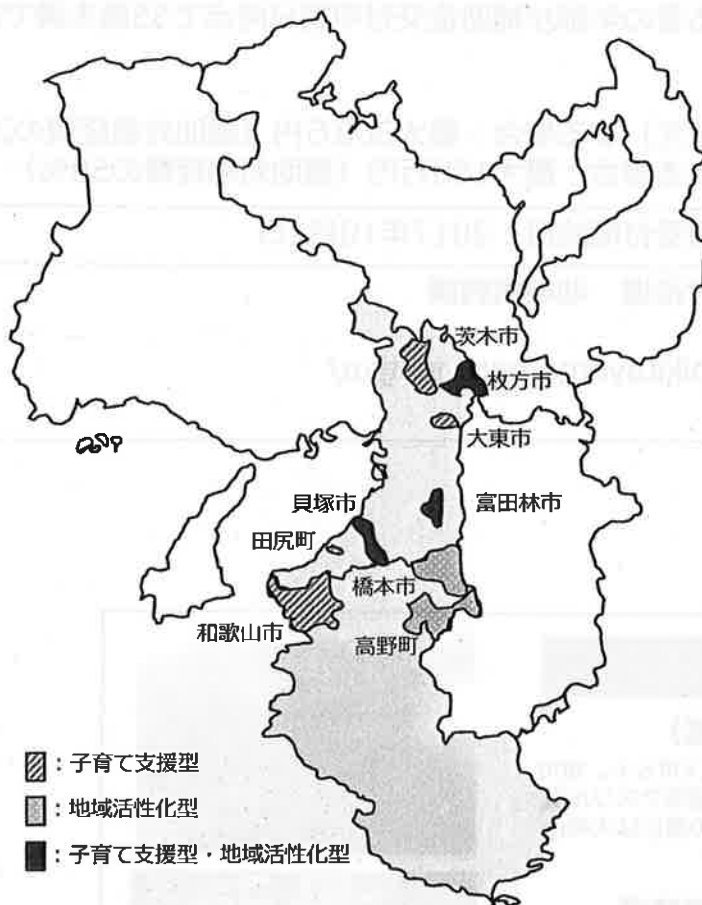 茨木市
枚方市
大東市
貝塚市
富田林市
田尻町
橋本市
和歌山市
高野町
：子育て支援型
：地域活性化型
：子育て支援型・地域活性化型